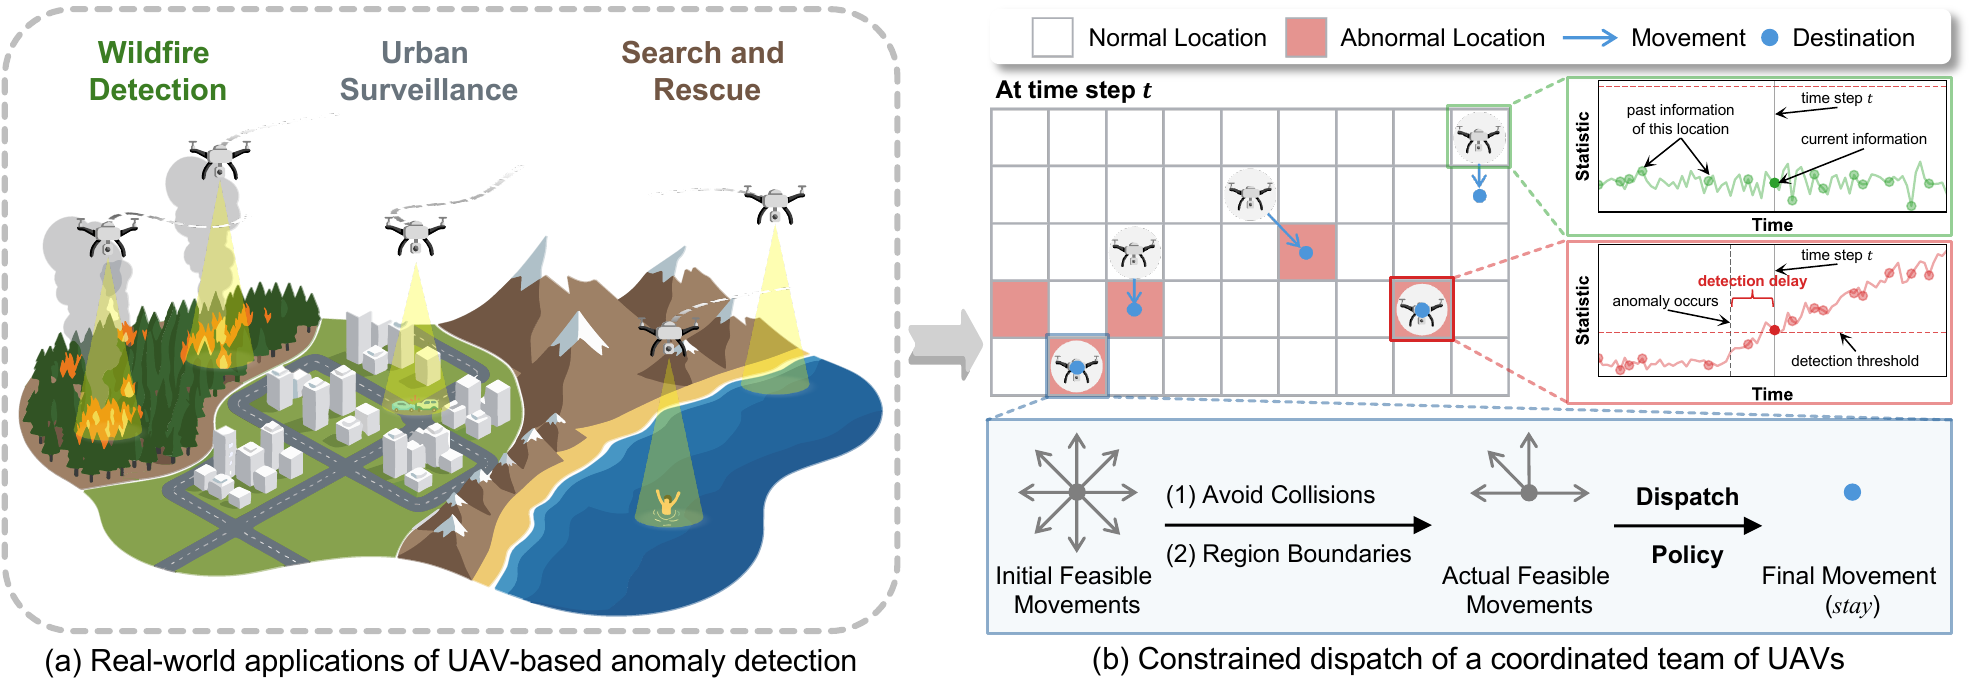 Wildfire
Detection
Urban
Surveillance
Search and
Rescue
(a) Real-world applications of UAV-based anomaly detection
Normal Location
Abnormal Location
Movement
Destination
At time step t
Statistic
past information
of this location
time step t
current information
Time
Statistic
time step t
detection delay
anomaly occurs
detection threshold
Time
Initial Feasible
Movements
(1) Avoid Collisions
(2) Region Boundaries
Actual Feasible
Movements
Dispatch
Policy
Final Movement
(stay)
(b) Constrained dispatch of a coordinated team of UAVs